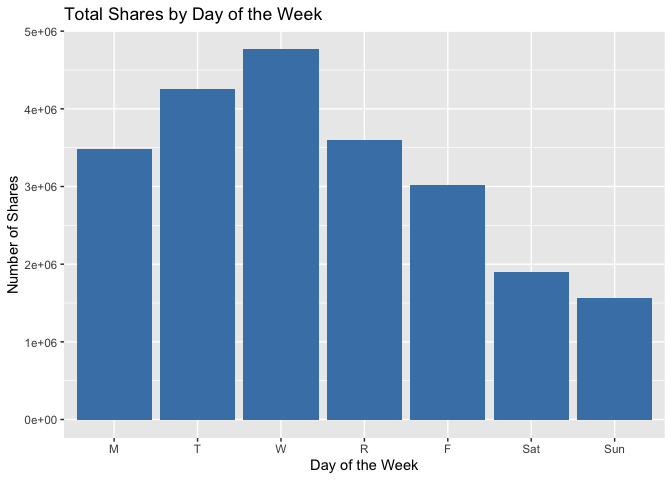 Total Shares by Day of the Week
5e+06
4e+06
3e+06
2e+06
1e+06
0e+00
Number of Shares
M T W R F Sat Sun
Day of the Week